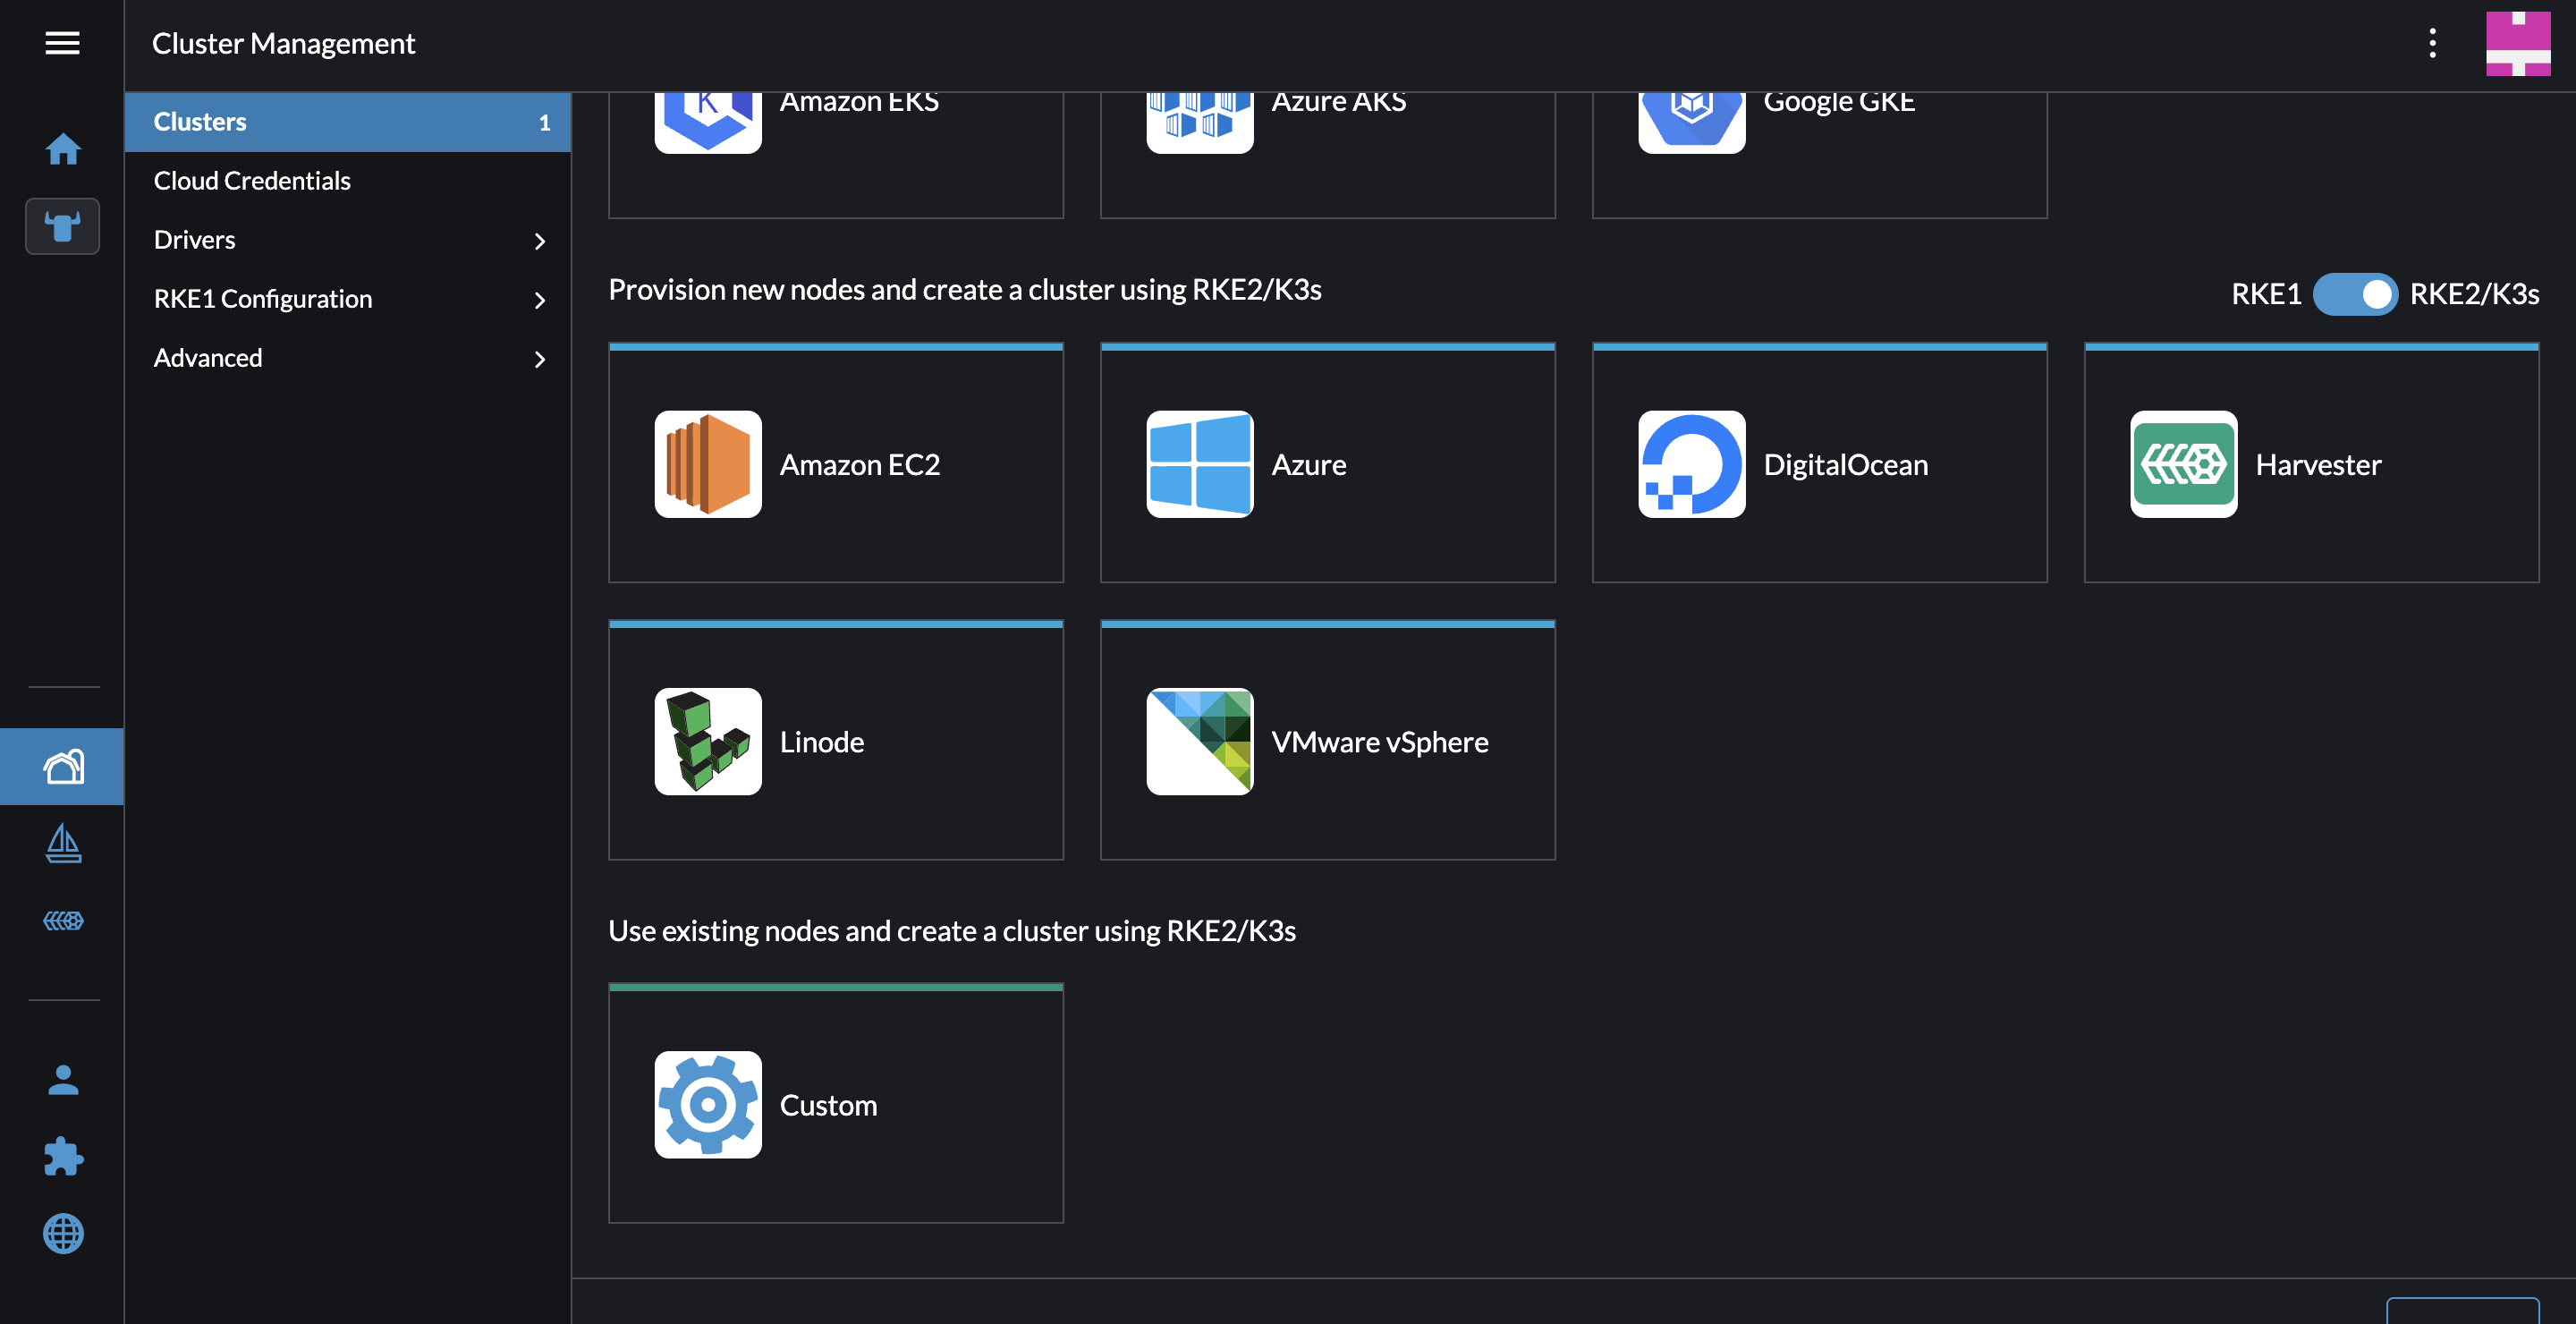 Cluster Management
Clusters 1
Cloud Credentials
Drivers
RKE1 Configuration
Advanced
Amazon EKS
Azure AKS
Google GKE
Provision new nodes and create a cluster using RKE2/K3s
RKE1 RKE2/K3s
Amazon EC2
Azure
DigitalOcean
Harvester
Linode
VMware vSphere
Use existing nodes and create a cluster using RKE2/K3s
Custom